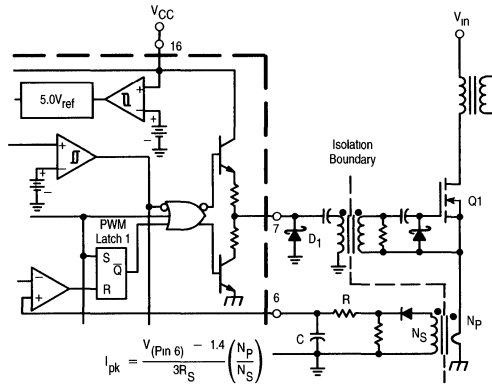 VCC
Vin
16
5.0Vref
+
−
+
−
+
+
−
Isolation
Boundary
Q1
PWM
Latch 1
7
D1
S
Q̅
R
−
+
6
R
C
NS
NP
Ipk = V(Pin 6) − 1.4 / 3RS (NP / NS)